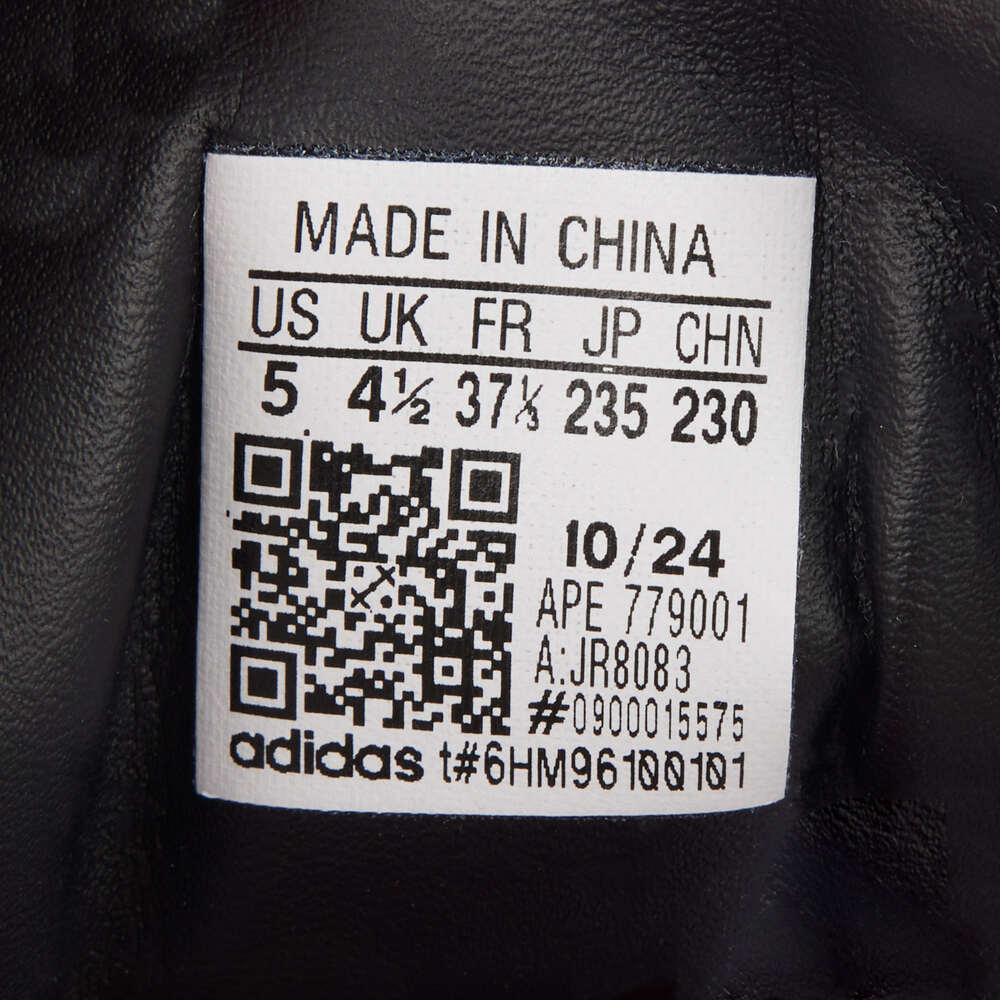 MADE IN CHINA
US UK FR JP CHN
5 4½ 37⅓ 235 230
10/24
APE 779001
A:JR8083
#0900015575
adidas t#6HM96100101